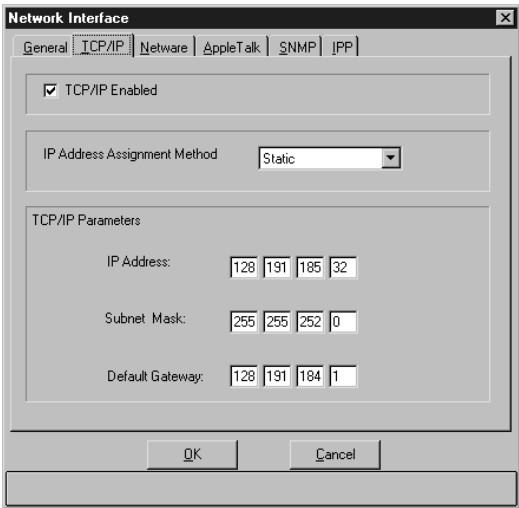 Network Interface
General TCP/IP Netware AppleTalk SNMP IPP
TCP/IP Enabled
IP Address Assignment Method Static
TCP/IP Parameters
IP Address: 128 191 185 32
Subnet Mask: 255 255 252 0
Default Gateway: 128 191 184 1
OK Cancel